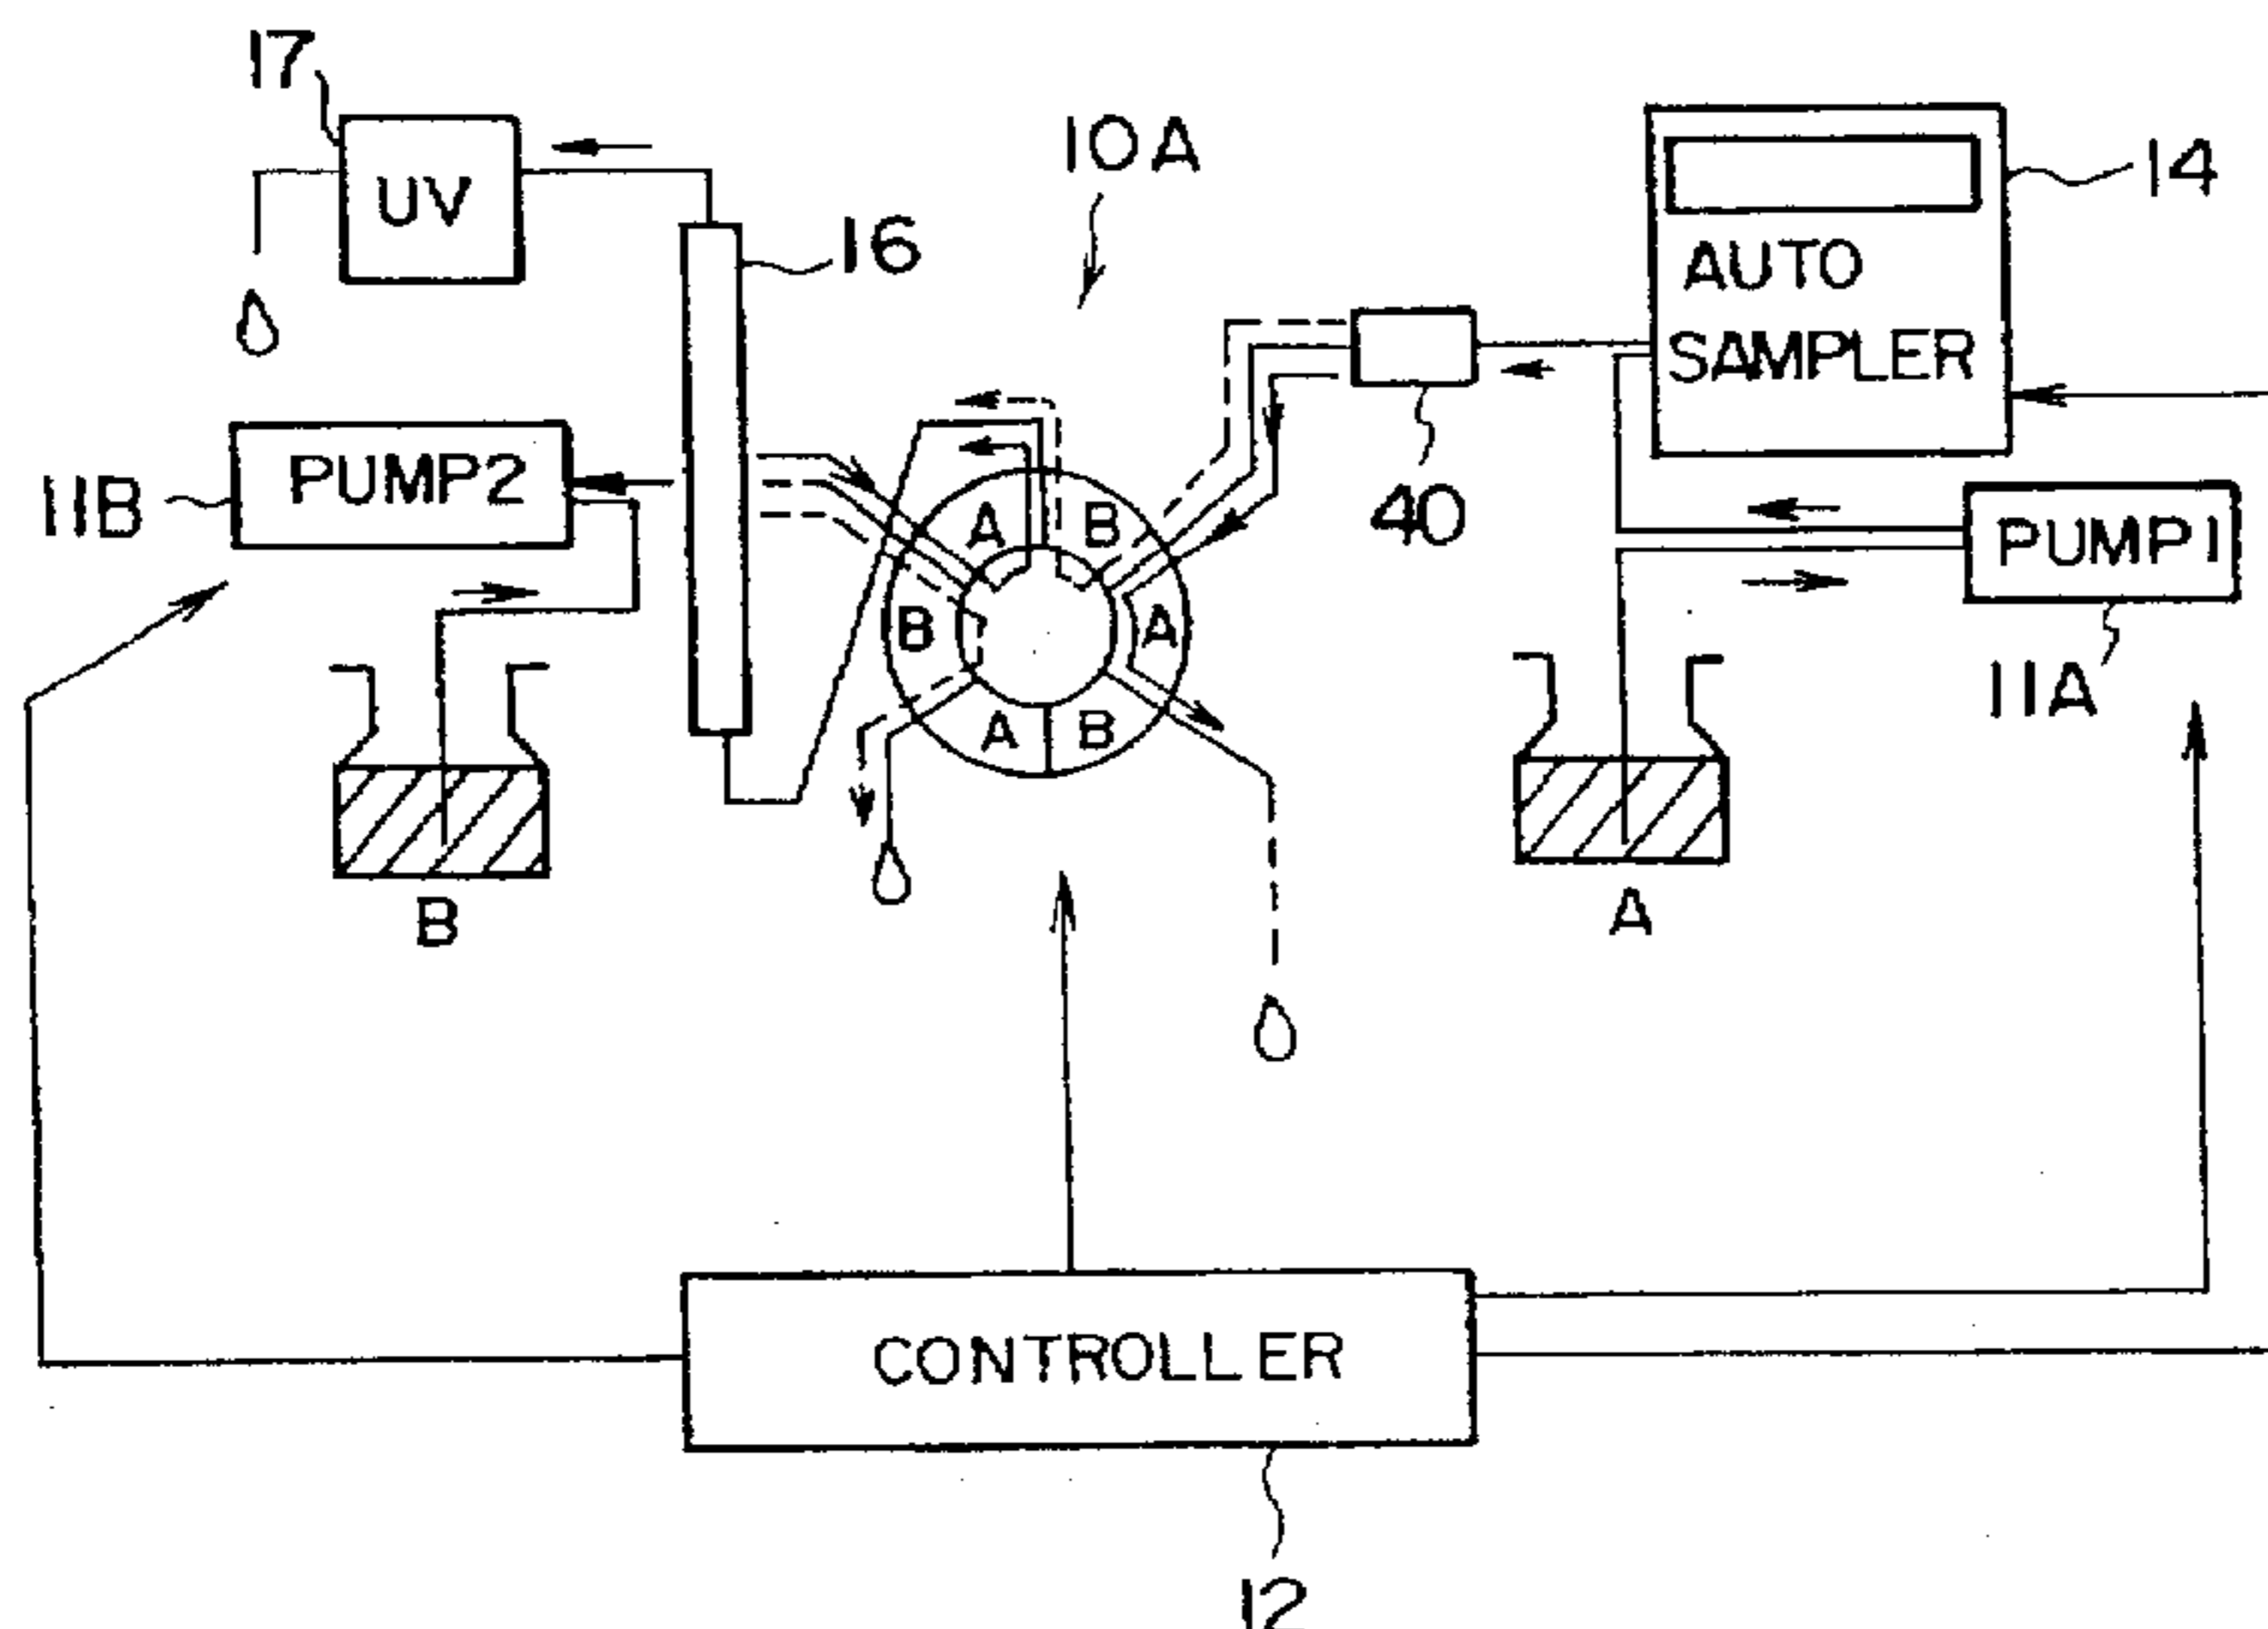 17
UV
16
10A
14
AUTO
SAMPLER
11B
PUMP2
40
PUMP1
11A
A
B
B
A
A
B
B
A
CONTROLLER
12